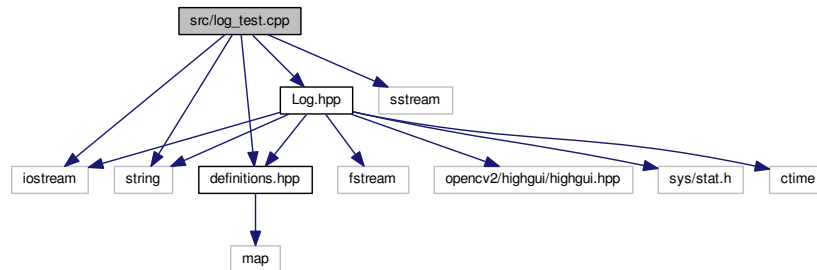 src/log_test.cpp
Log.hpp
sstream
iostream
string
definitions.hpp
fstream
opencv2/highgui/highgui.hpp
sys/stat.h
ctime
map